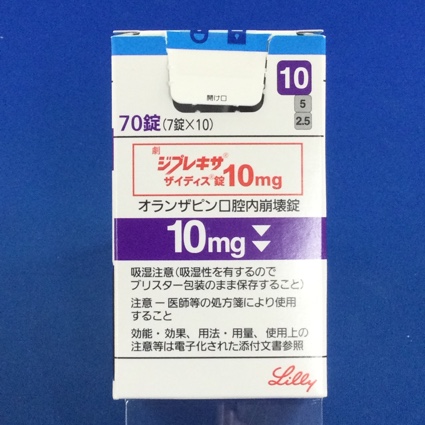 開け口
10
5
2.5
70錠(7錠×10)
劇
ジプレキサ®
ザイディス®錠10mg
オランザピン口腔内崩壊錠
10mg
吸湿注意(吸湿性を有するので
ブリスター包装のまま保存すること)
注意－医師等の処方箋により使用
すること
効能・効果、用法・用量、使用上の
注意等は電子化された添付文書参照
Lilly